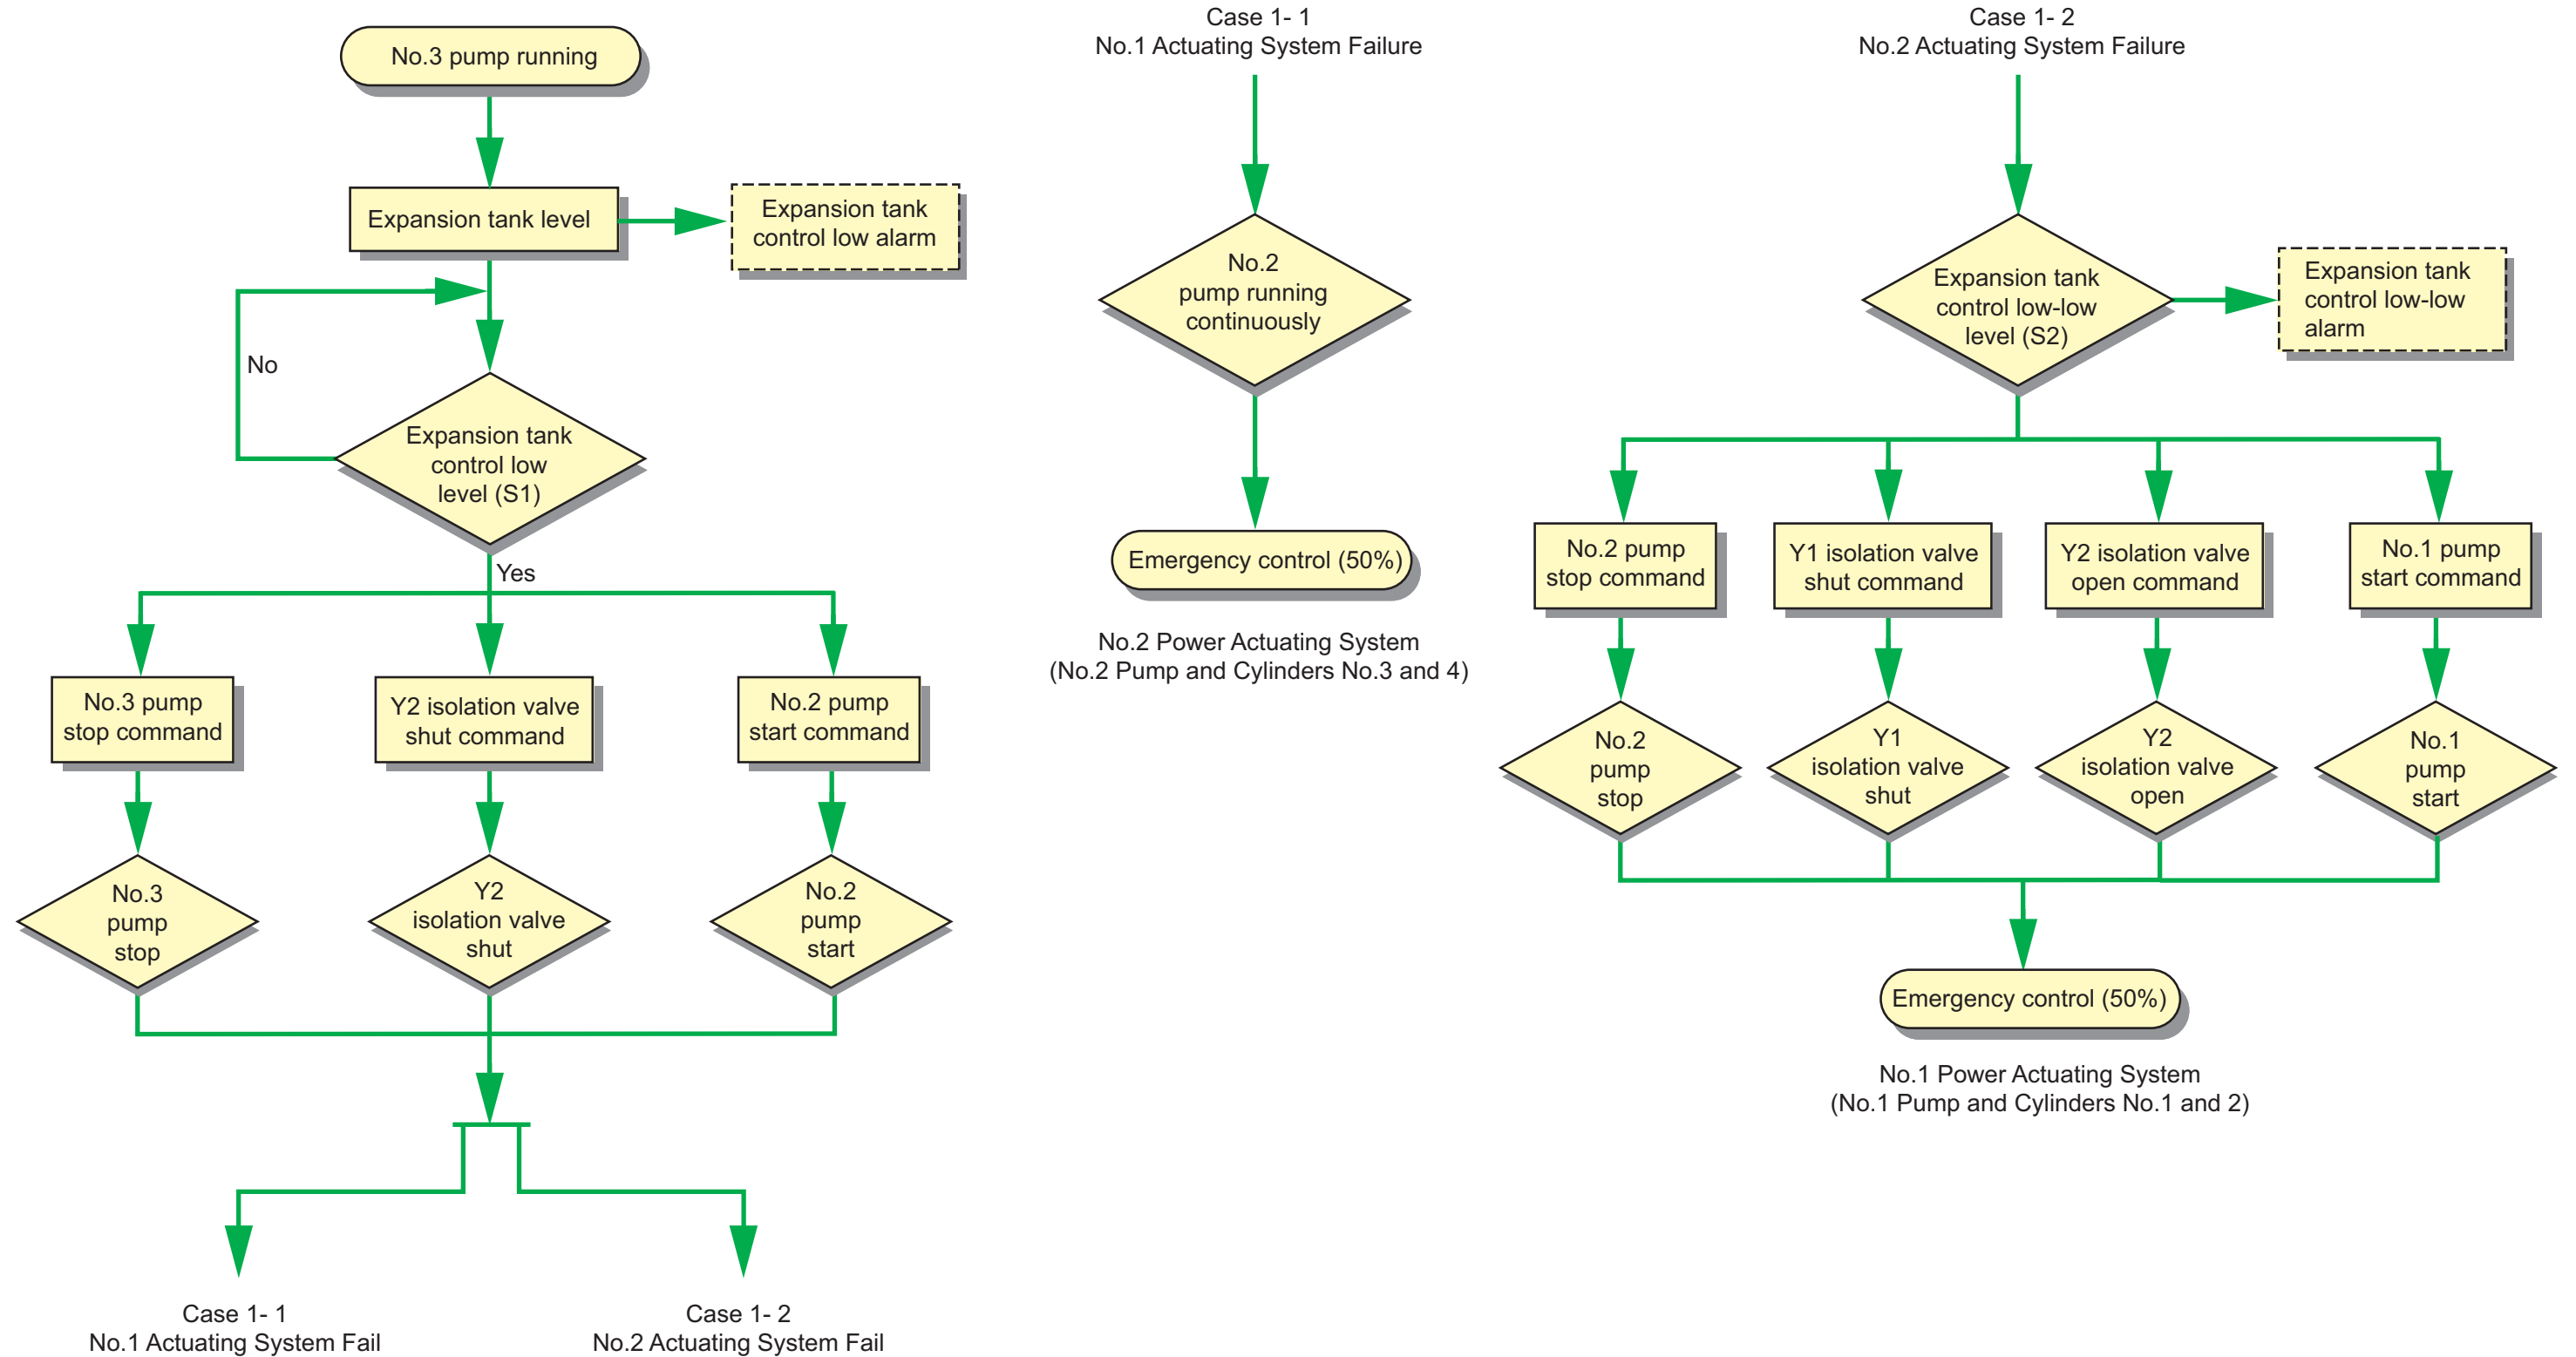 No.3 pump running
Expansion tank level
Expansion tank
control low alarm
No
Expansion tank
control low
level (S1)
Yes
No.3 pump
stop command
Y2 isolation valve
shut command
No.2 pump
start command
No.3
pump
stop
Y2
isolation valve
shut
No.2
pump
start
Case 1- 1
No.1 Actuating System Fail
Case 1- 2
No.2 Actuating System Fail
Case 1- 1
No.1 Actuating System Failure
No.2
pump running
continuously
Emergency control (50%)
No.2 Power Actuating System
(No.2 Pump and Cylinders No.3 and 4)
Case 1- 2
No.2 Actuating System Failure
Expansion tank
control low-low
level (S2)
Expansion tank
control low-low
alarm
No.2 pump
stop command
Y1 isolation valve
shut command
Y2 isolation valve
open command
No.1 pump
start command
No.2
pump
stop
Y1
isolation valve
shut
Y2
isolation valve
open
No.1
pump
start
Emergency control (50%)
No.1 Power Actuating System
(No.1 Pump and Cylinders No.1 and 2)